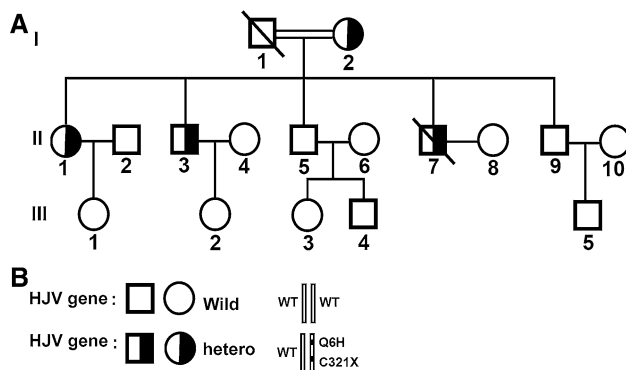 A I
1 2
II
1 2 3 4 5 6 7 8 9 10
III
1 2 3 4 5
B
HJV gene : Wild WT WT
HJV gene : hetero WT Q6H
C321X